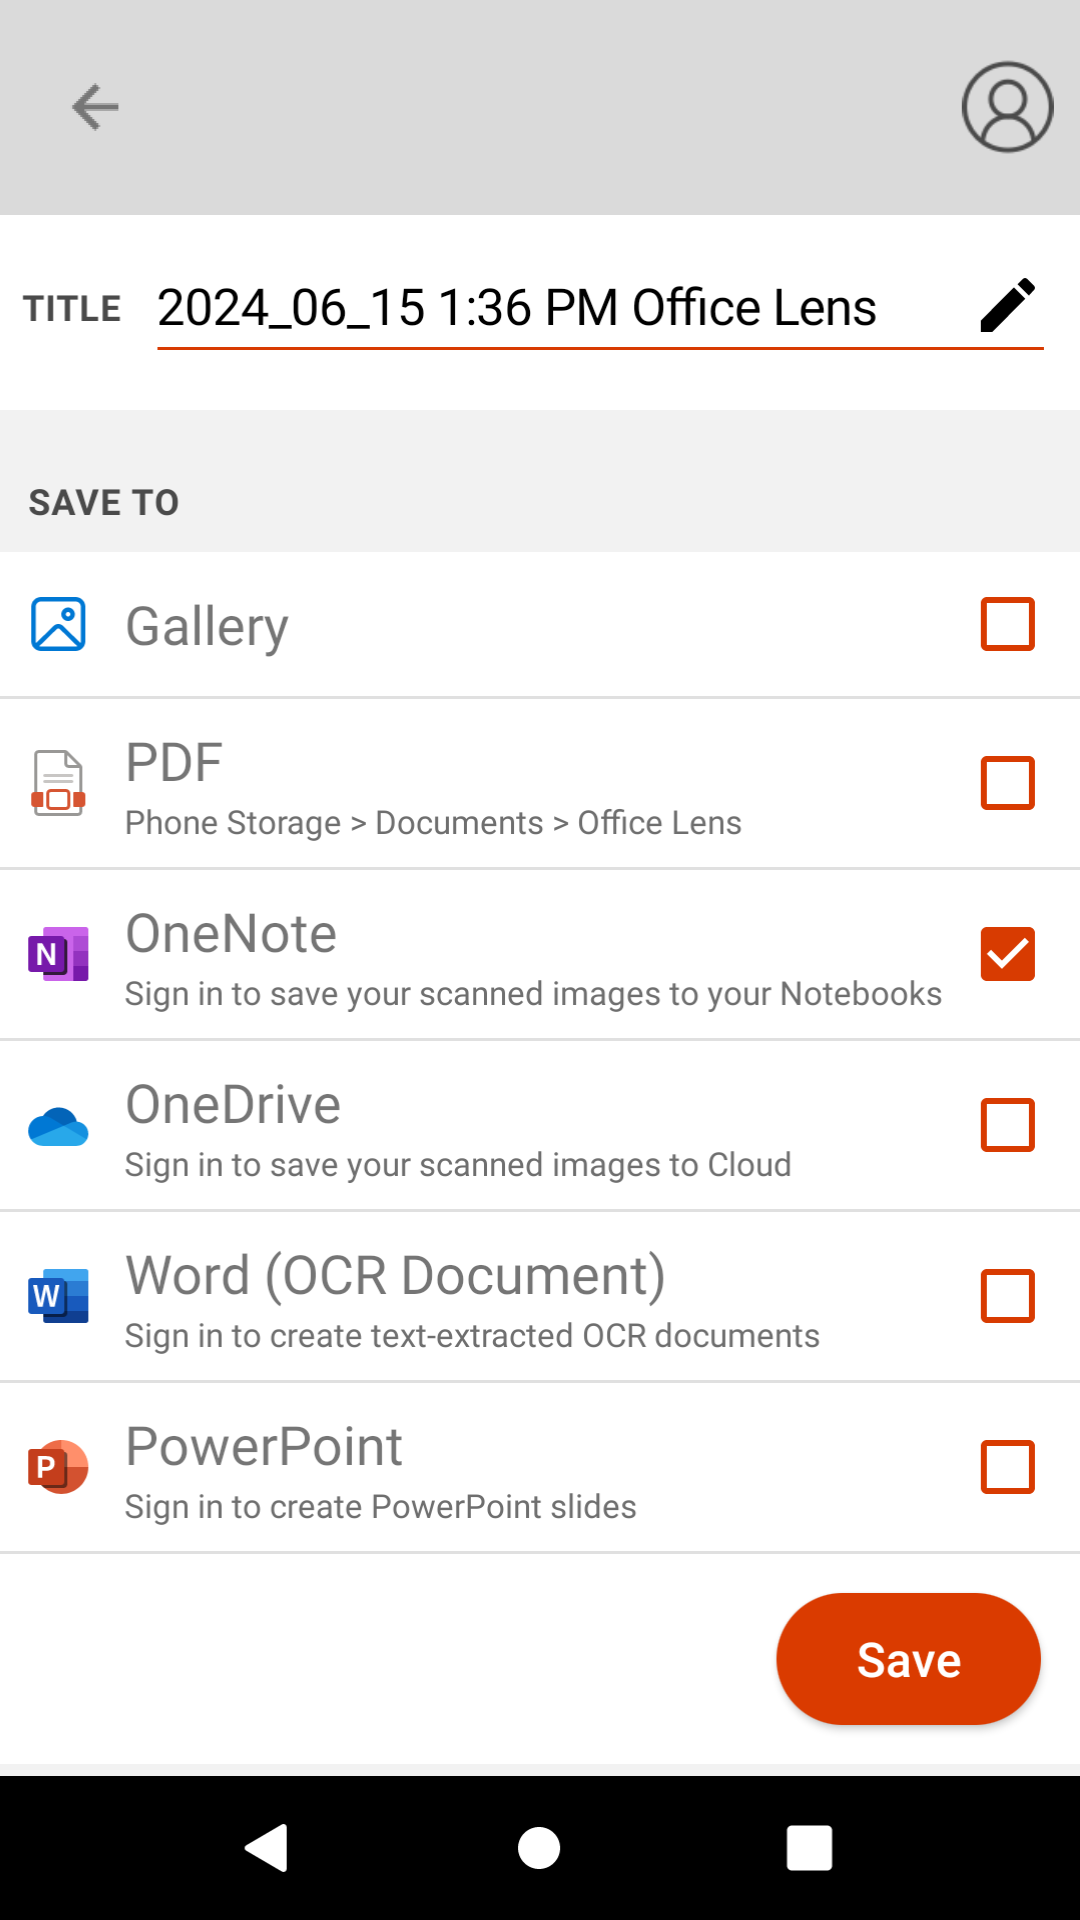 TITLE 2024_06_15 1:36 PM Office Lens
SAVE TO
Gallery
PDF
Phone Storage > Documents > Office Lens
N OneNote
Sign in to save your scanned images to your Notebooks
OneDrive
Sign in to save your scanned images to Cloud
W Word (OCR Document)
Sign in to create text-extracted OCR documents
P PowerPoint
Sign in to create PowerPoint slides
Save